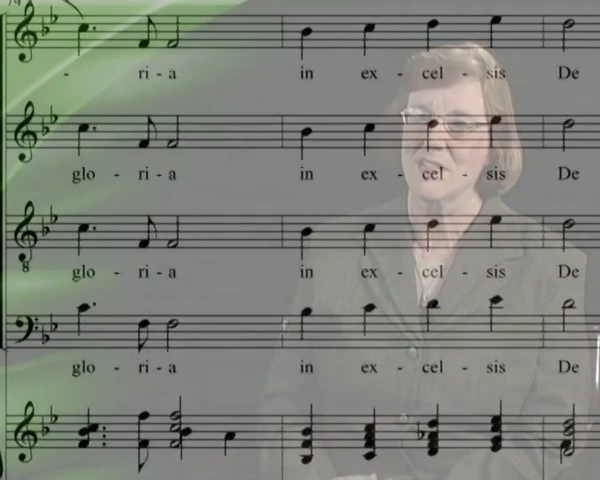 - ri - a in ex - cel - sis De
glo - ri - a in ex - cel - sis De
8
glo - ri - a in ex - cel - sis De
glo - ri - a in ex - cel - sis De